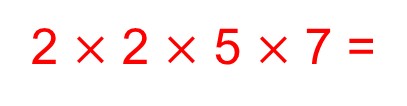 2 × 2 × 5 × 7 =